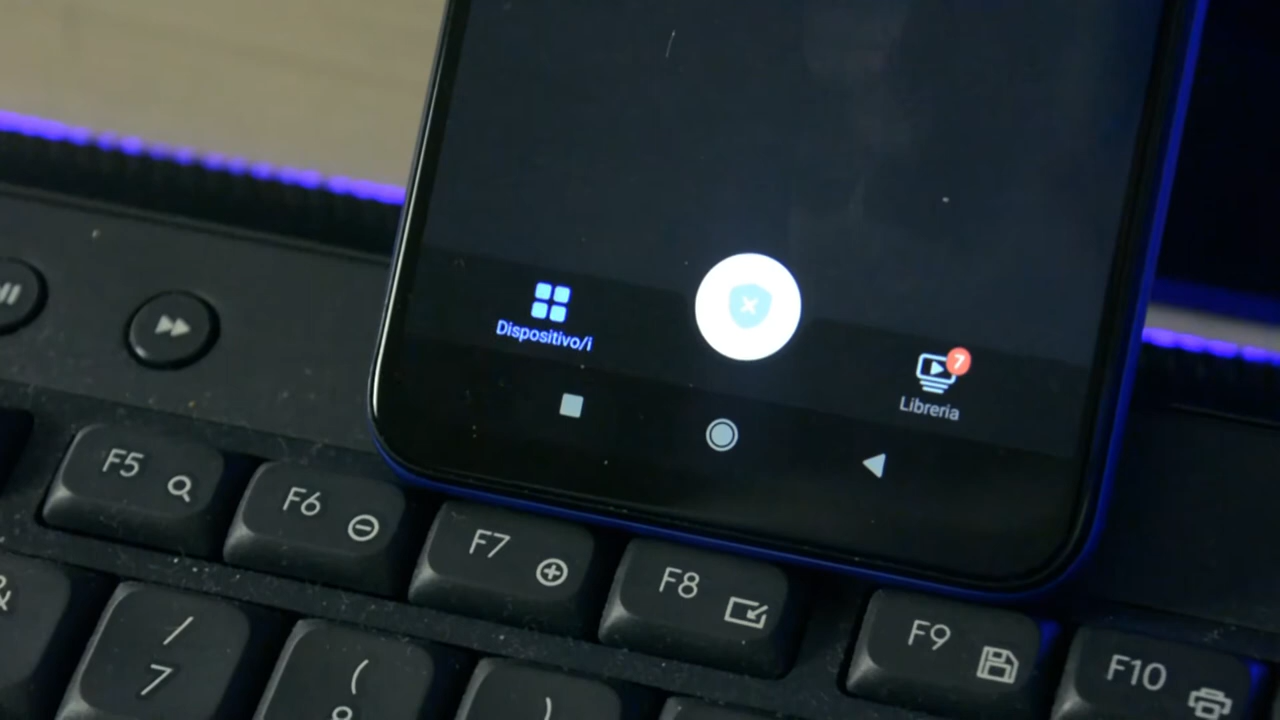 Dispositivo/i
7
Libreria
F5
F6
F7
F8
F9
F10
&
/
7
(
)